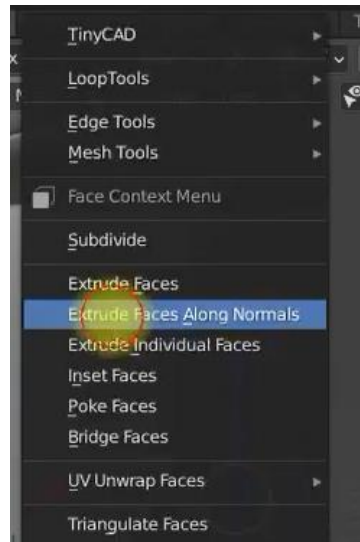 TinyCAD
LoopTools
Edge Tools
Mesh Tools
Face Context Menu
Subdivide
Extrude Faces
Extrude Faces Along Normals
Extrude Individual Faces
Inset Faces
Poke Faces
Bridge Faces
UV Unwrap Faces
Triangulate Faces